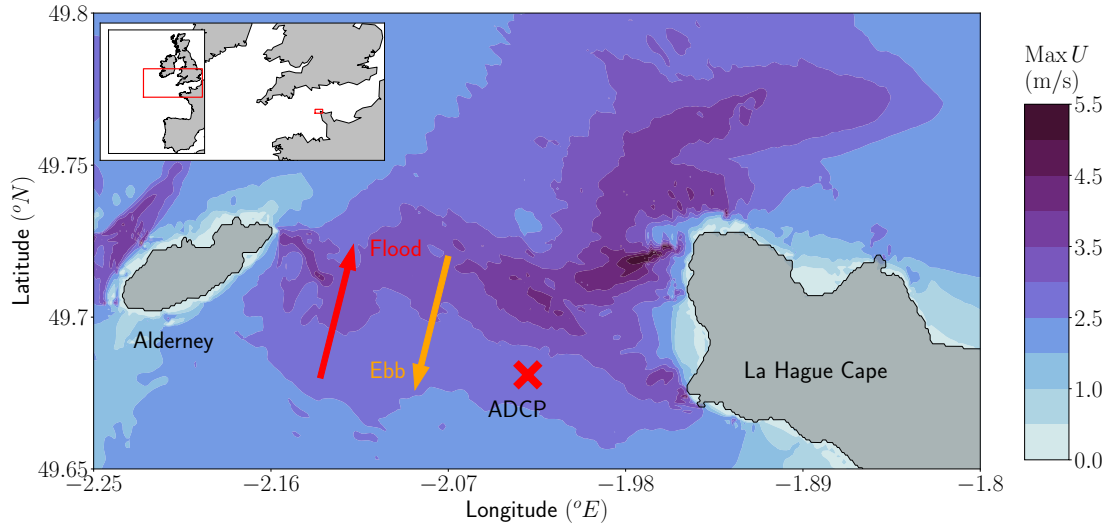 49.8
49.75
49.7
49.65
Latitude (°N)
Max U
(m/s)
5.5
4.5
3.5
2.5
1.0
0.0
Flood
Ebb
Alderney
ADCP
La Hague Cape
−2.25
−2.16
−2.07
−1.98
−1.89
−1.8
Longitude (°E)